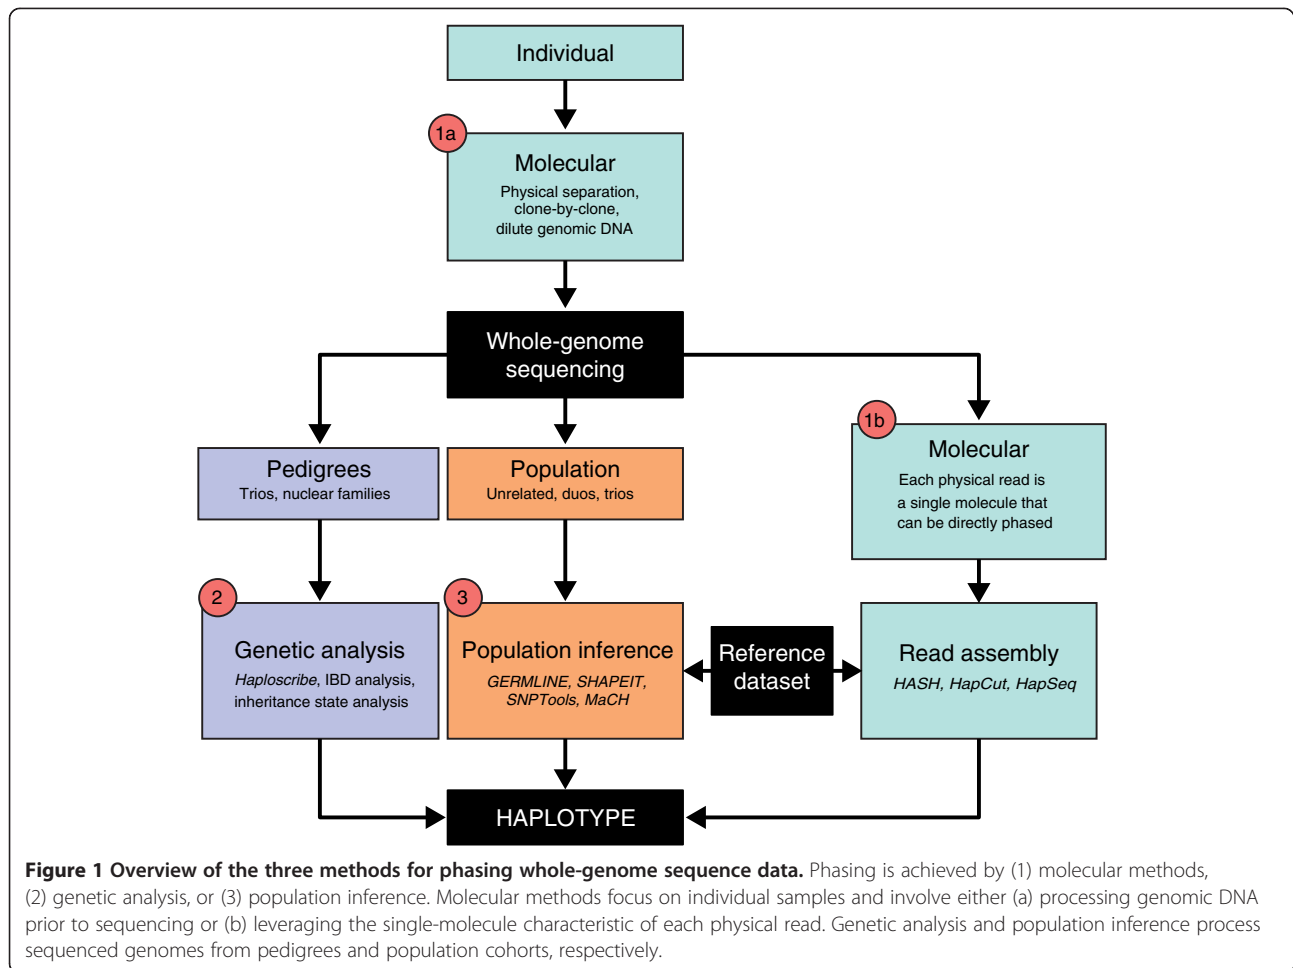 Individual
1a
Molecular
Physical separation,
clone-by-clone,
dilute genomic DNA
Whole-genome
sequencing
Pedigrees
Trios, nuclear families
Population
Unrelated, duos, trios
1b
Molecular
Each physical read is
a single molecule that
can be directly phased
2
Genetic analysis
Haploscribe, IBD analysis,
inheritance state analysis
3
Population inference
GERMLINE, SHAPEIT,
SNPTools, MaCH
Reference
dataset
Read assembly
HASH, HapCut, HapSeq
HAPLOTYPE
Figure 1 Overview of the three methods for phasing whole-genome sequence data. Phasing is achieved by (1) molecular methods,
(2) genetic analysis, or (3) population inference. Molecular methods focus on individual samples and involve either (a) processing genomic DNA
prior to sequencing or (b) leveraging the single-molecule characteristic of each physical read. Genetic analysis and population inference process
sequenced genomes from pedigrees and population cohorts, respectively.